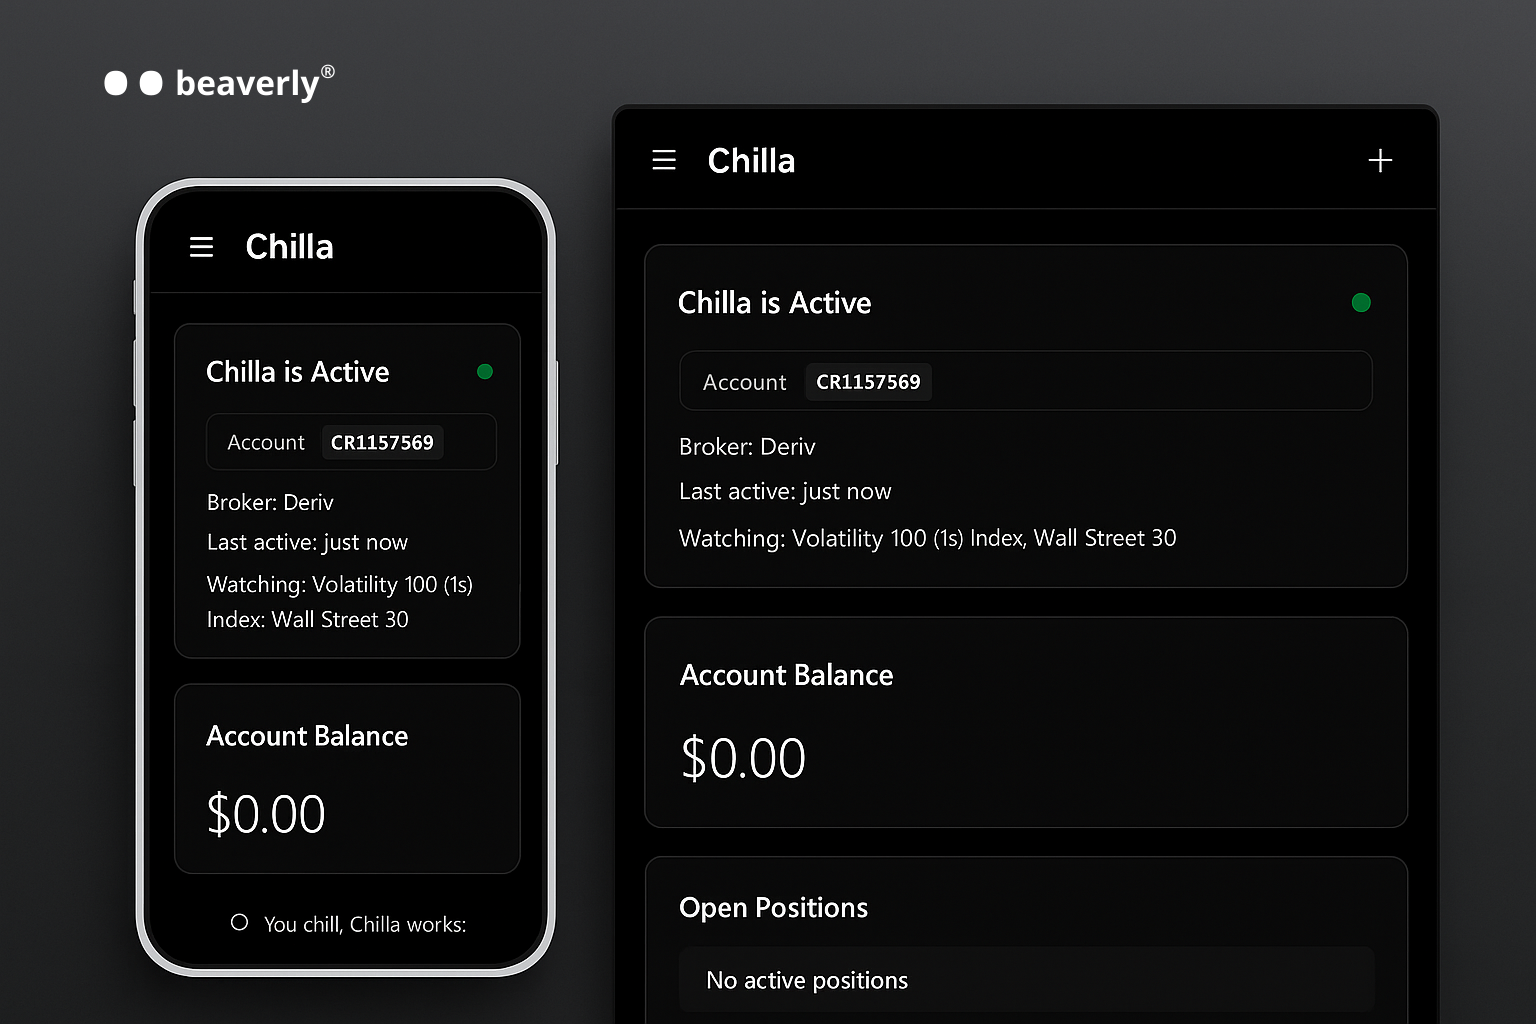 beaverly®
Chilla
Chilla is Active
Account CR1157569
Broker: Deriv
Last active: just now
Watching: Volatility 100 (1s)
Index: Wall Street 30
Account Balance
$0.00
You chill, Chilla works:
Chilla
Chilla is Active
Account CR1157569
Broker: Deriv
Last active: just now
Watching: Volatility 100 (1s) Index, Wall Street 30
Account Balance
$0.00
Open Positions
No active positions